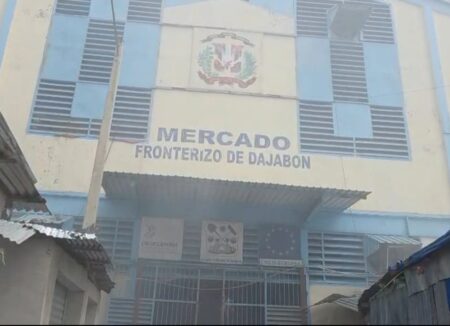 MERCADO
FRONTERIZO DE DAJABON